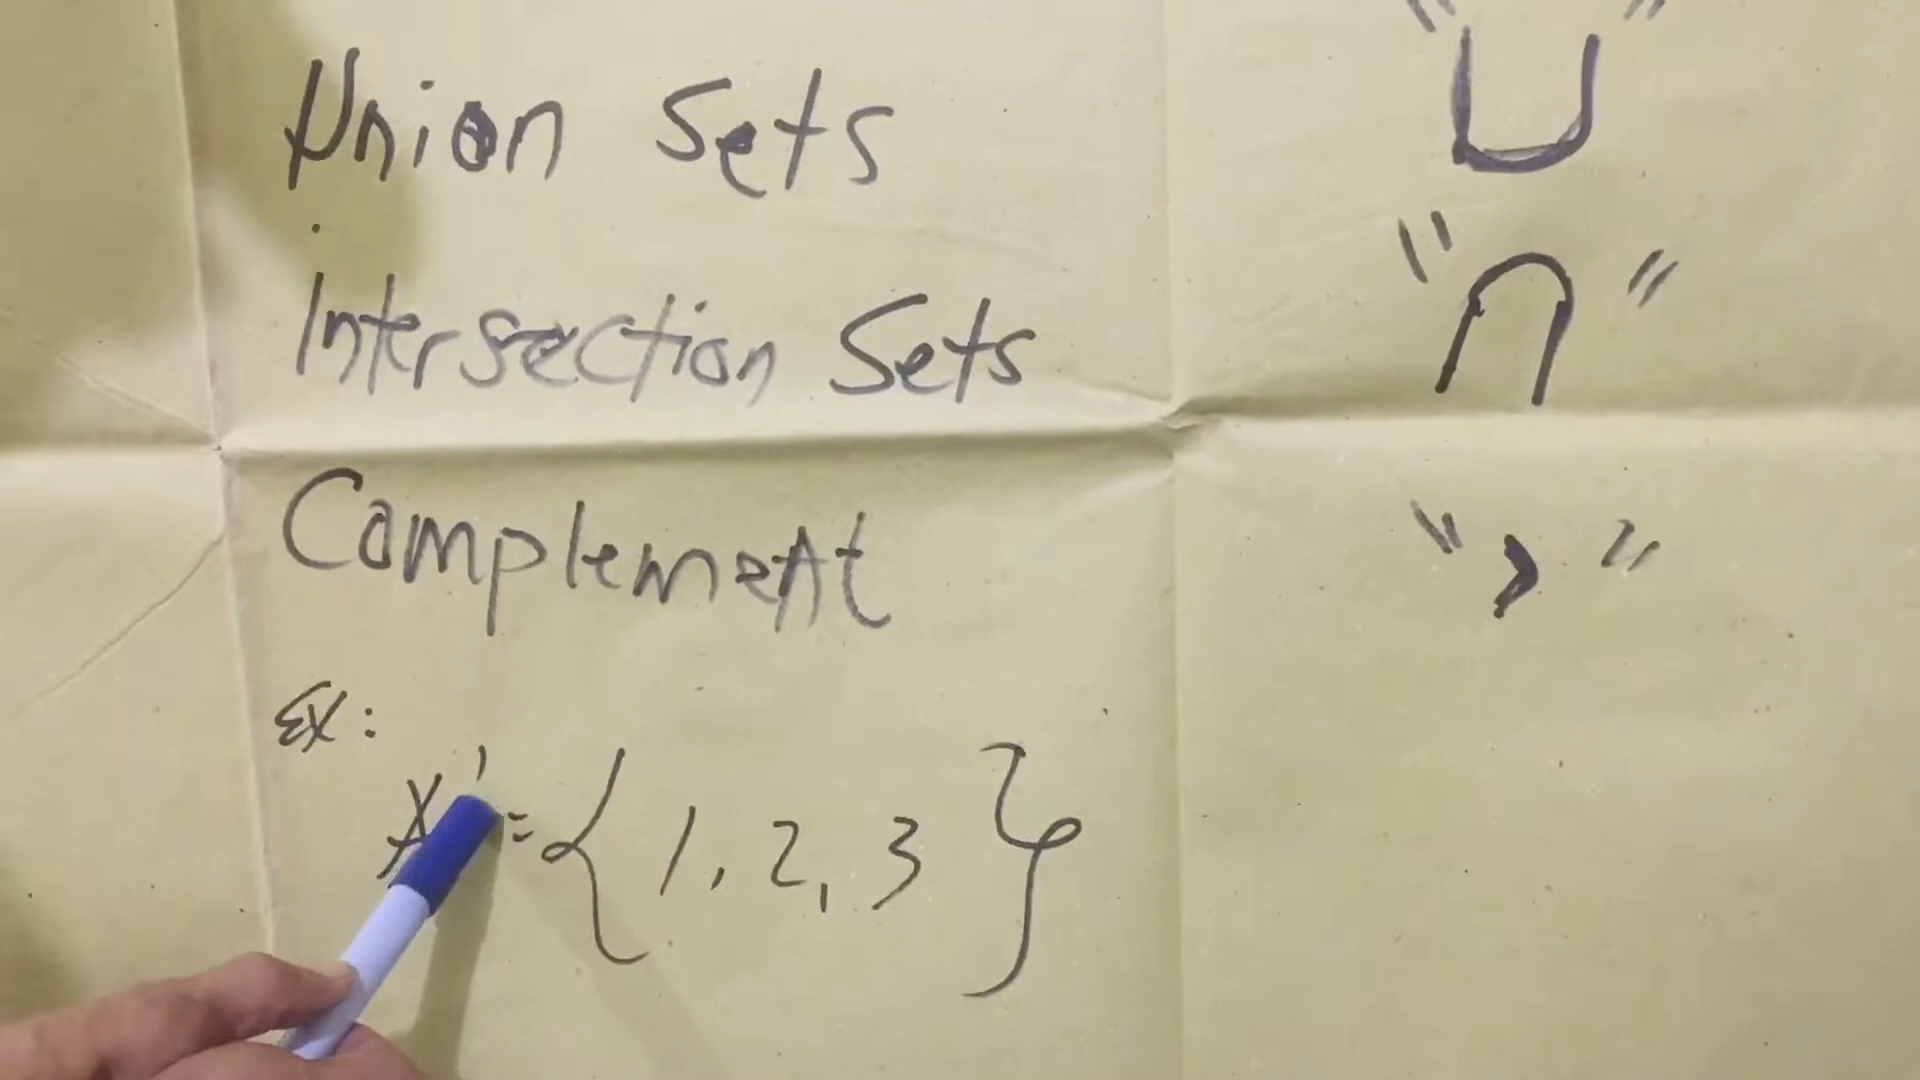 Union Sets "U"
Intersection Sets "∩"
Complement "›"
Ex:
A' = { 1, 2, 3 }